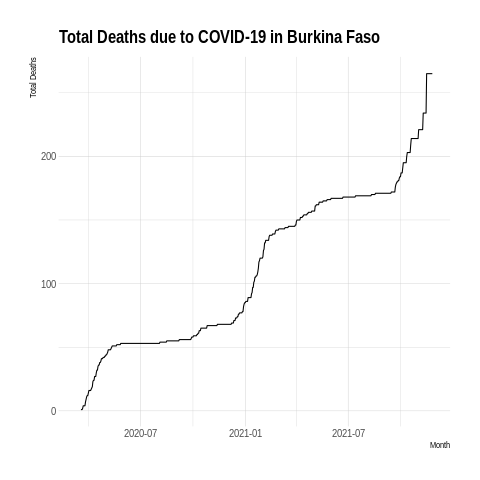 Total Deaths due to COVID-19 in Burkina Faso
Total Deaths
200
100
0
2020-07 2021-01 2021-07
Month